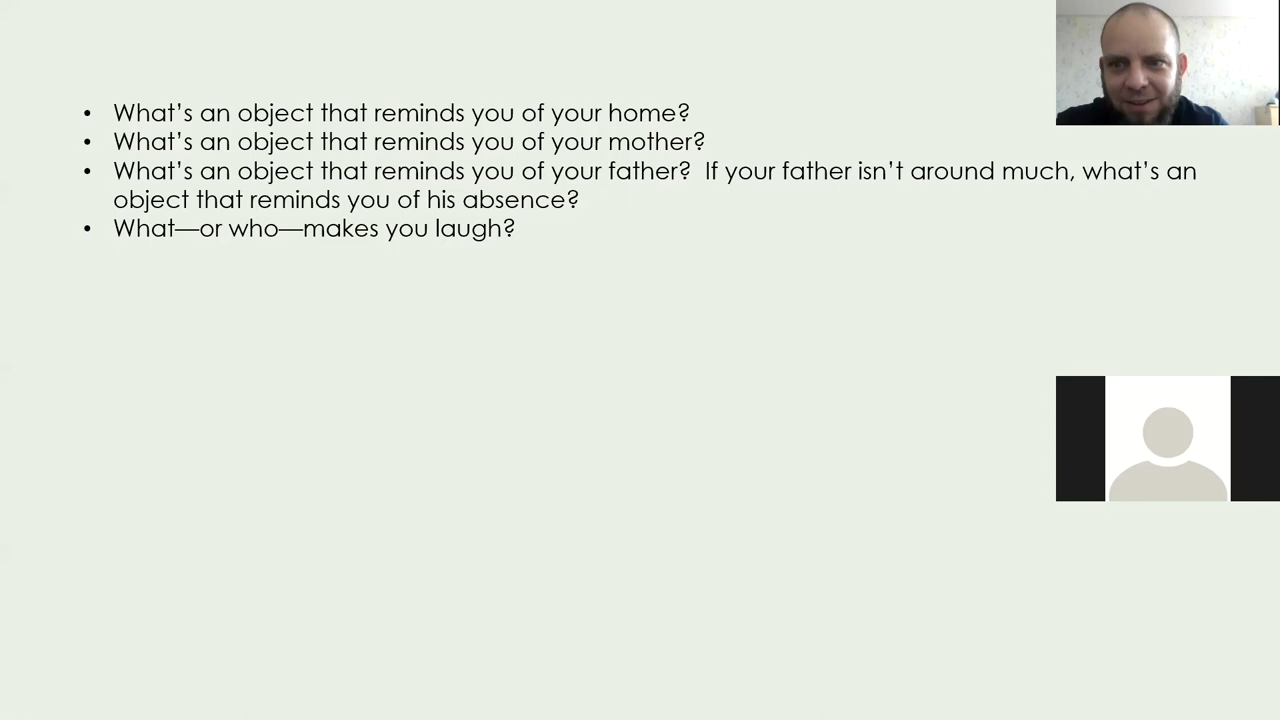 • What’s an object that reminds you of your home?
• What’s an object that reminds you of your mother?
• What’s an object that reminds you of your father?  If your father isn’t around much, what’s an
object that reminds you of his absence?
• What—or who—makes you laugh?